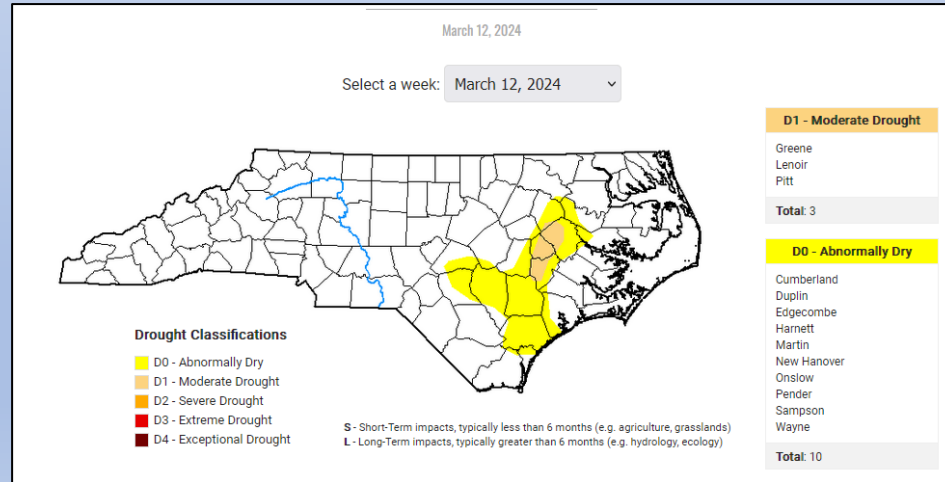 March 12, 2024
Select a week: March 12, 2024
D1 - Moderate Drought
Greene
Lenoir
Pitt
Total: 3
D0 - Abnormally Dry
Cumberland
Duplin
Edgecombe
Harnett
Martin
New Hanover
Onslow
Pender
Sampson
Wayne
Total: 10
Drought Classifications
D0 - Abnormally Dry
D1 - Moderate Drought
D2 - Severe Drought
D3 - Extreme Drought
D4 - Exceptional Drought
S - Short-Term impacts, typically less than 6 months (e.g. agriculture, grasslands)
L - Long-Term impacts, typically greater than 6 months (e.g. hydrology, ecology)